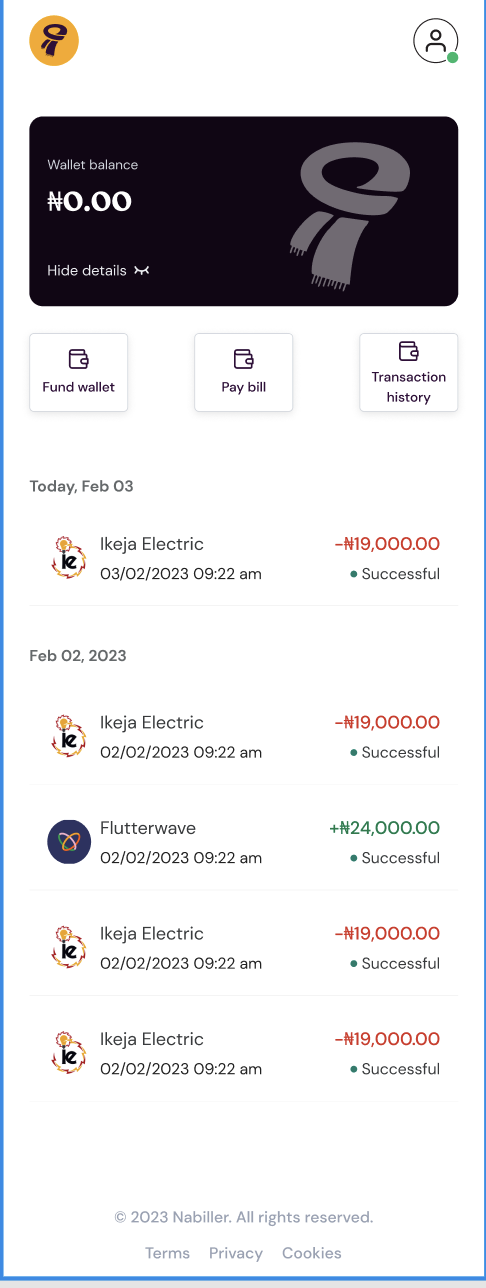 Wallet balance
₦0.00
Hide details
Fund wallet
Pay bill
Transaction
history
Today, Feb 03
ie
Ikeja Electric
-₦19,000.00
03/02/2023 09:22 am
Successful
Feb 02, 2023
ie
Ikeja Electric
-₦19,000.00
02/02/2023 09:22 am
Successful
Flutterwave
+₦24,000.00
02/02/2023 09:22 am
Successful
ie
Ikeja Electric
-₦19,000.00
02/02/2023 09:22 am
Successful
ie
Ikeja Electric
-₦19,000.00
02/02/2023 09:22 am
Successful
© 2023 Nabiller. All rights reserved.
Terms Privacy Cookies